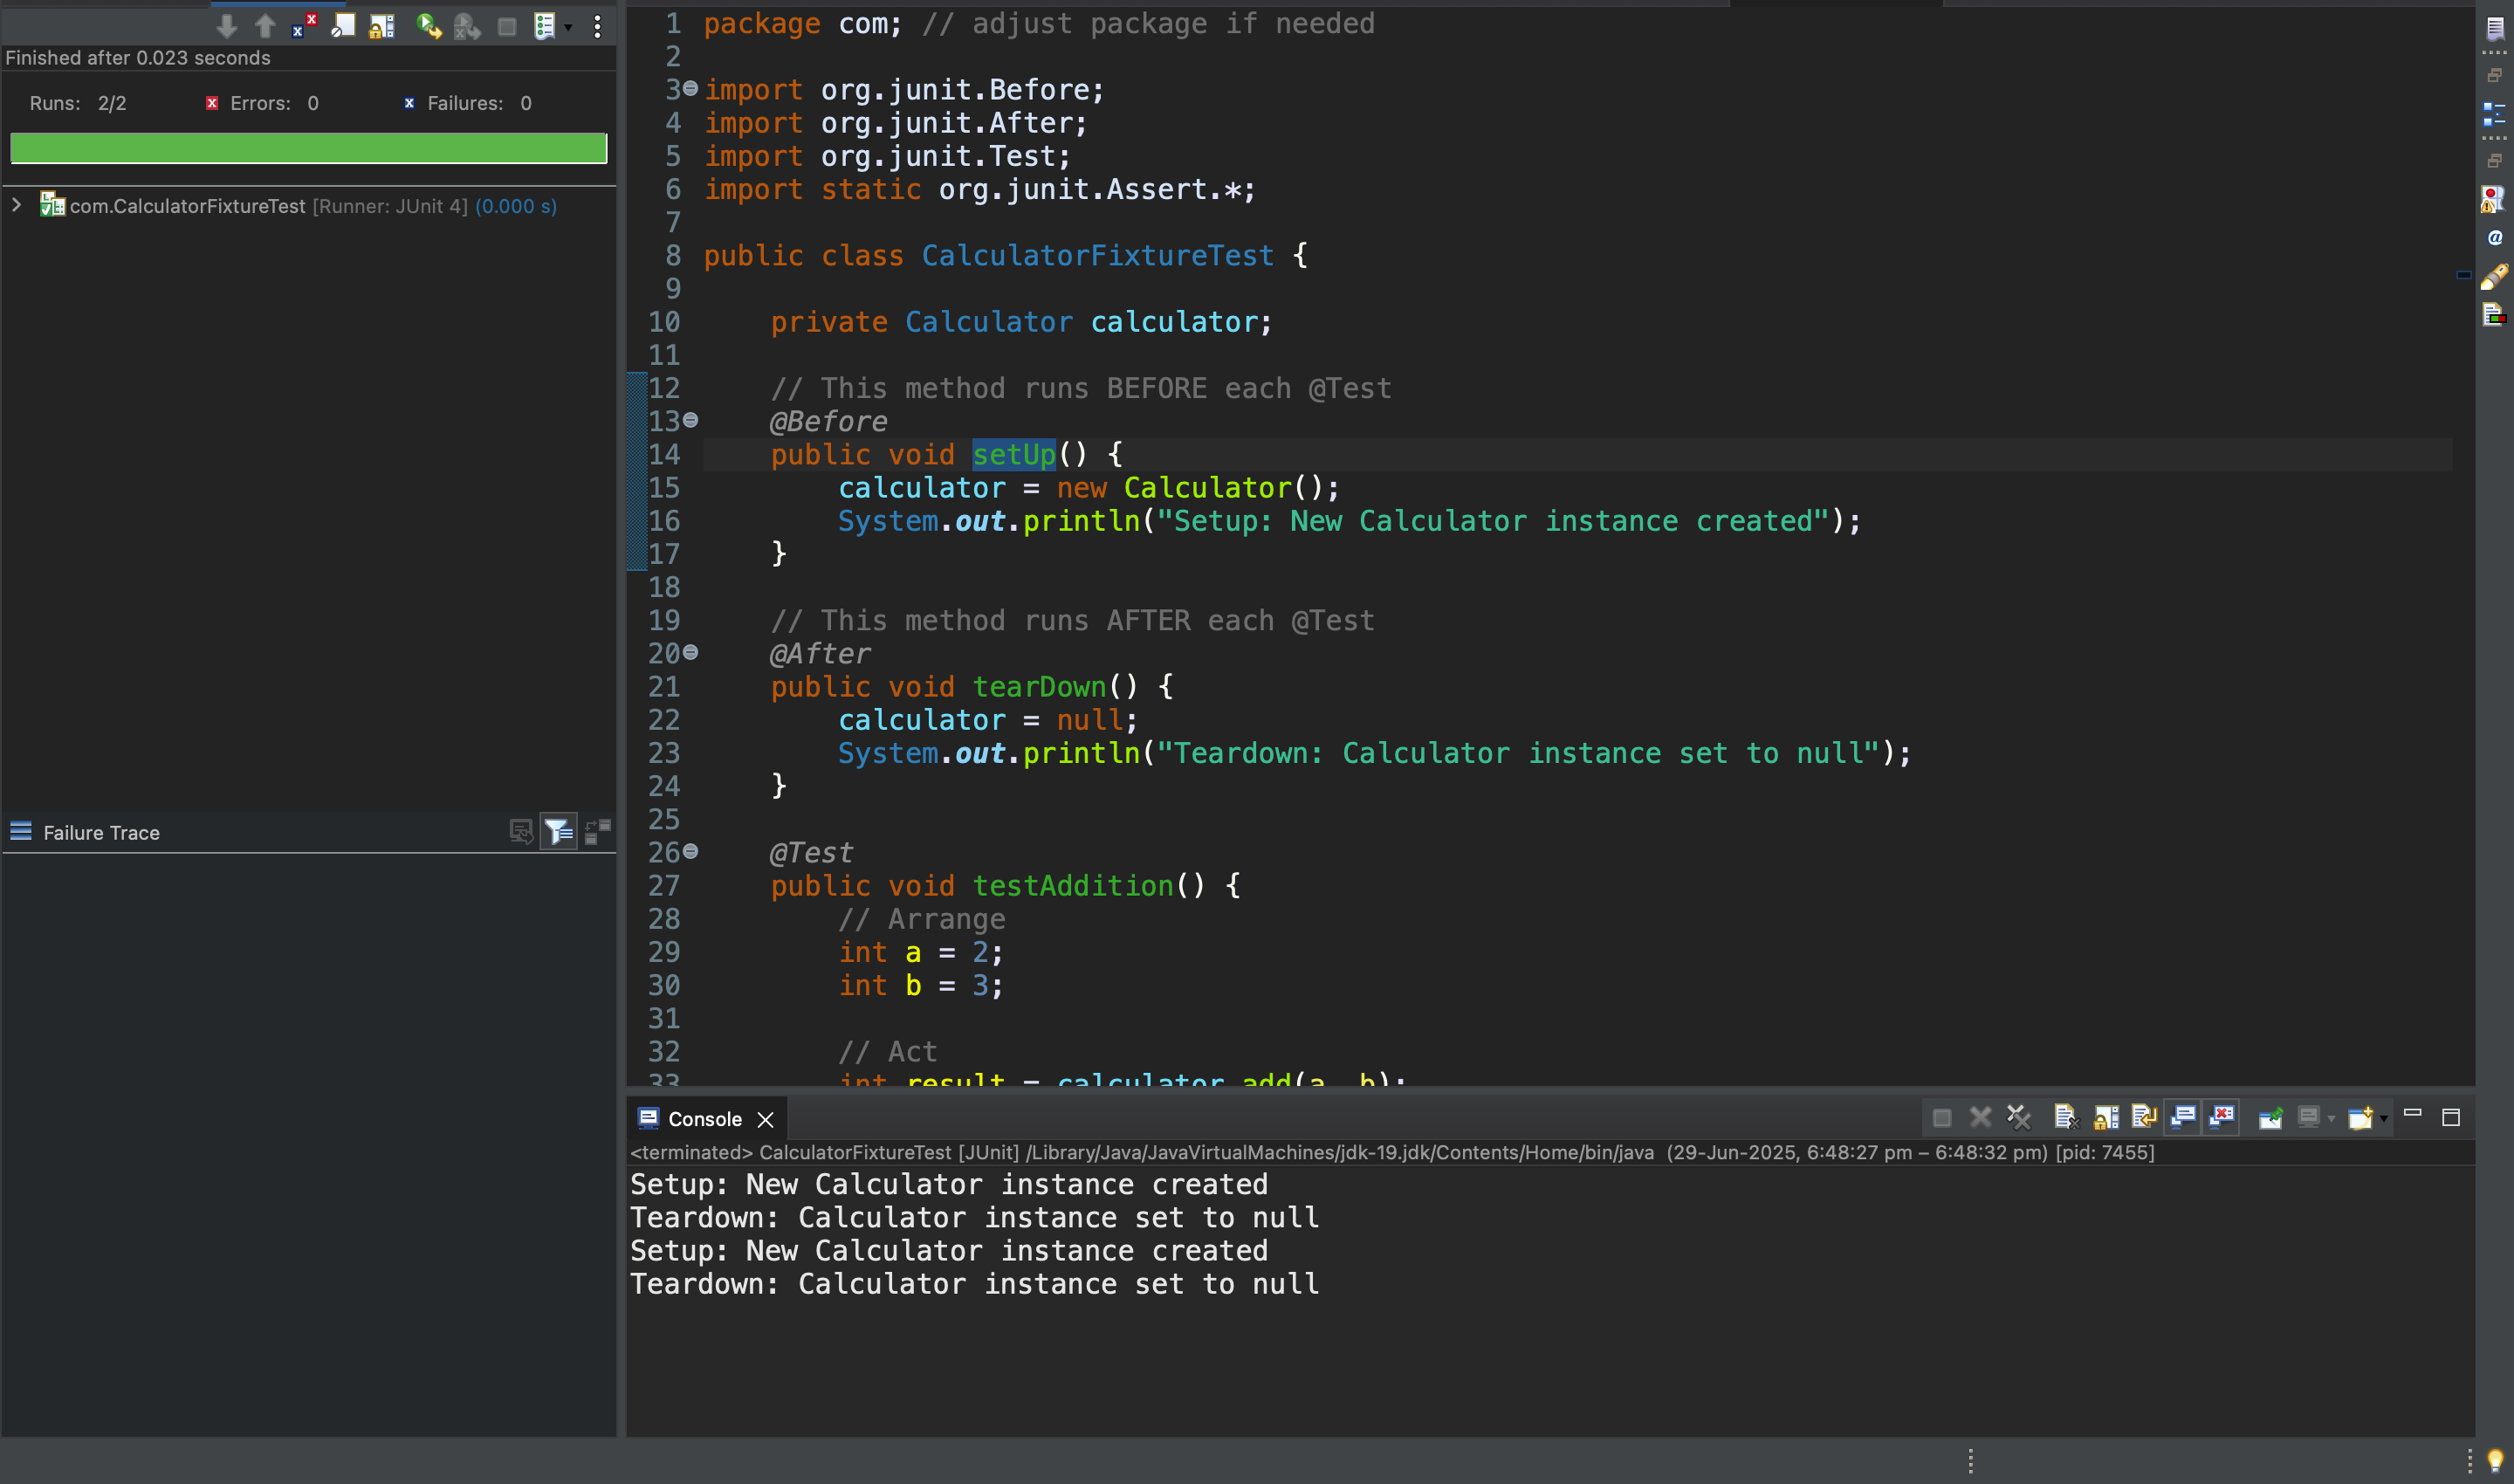 Finished after 0.023 seconds
Runs: 2/2 Errors: 0 Failures: 0
com.CalculatorFixtureTest [Runner: JUnit 4] (0.000 s)
Failure Trace
1 package com; // adjust package if needed
2
3 import org.junit.Before;
4 import org.junit.After;
5 import org.junit.Test;
6 import static org.junit.Assert.*;
7
8 public class CalculatorFixtureTest {
9
10 private Calculator calculator;
11
12 // This method runs BEFORE each @Test
13 @Before
14 public void setUp() {
15 calculator = new Calculator();
16 System.out.println("Setup: New Calculator instance created");
17 }
18
19 // This method runs AFTER each @Test
20 @After
21 public void tearDown() {
22 calculator = null;
23 System.out.println("Teardown: Calculator instance set to null");
24 }
25
26 @Test
27 public void testAddition() {
28 // Arrange
29 int a = 2;
30 int b = 3;
31
32 // Act
33 int result = calculator.add(a, b);
Console
<terminated> CalculatorFixtureTest [JUnit] /Library/Java/JavaVirtualMachines/jdk-19.jdk/Contents/Home/bin/java (29-Jun-2025, 6:48:27 pm – 6:48:32 pm) [pid: 7455]
Setup: New Calculator instance created
Teardown: Calculator instance set to null
Setup: New Calculator instance created
Teardown: Calculator instance set to null